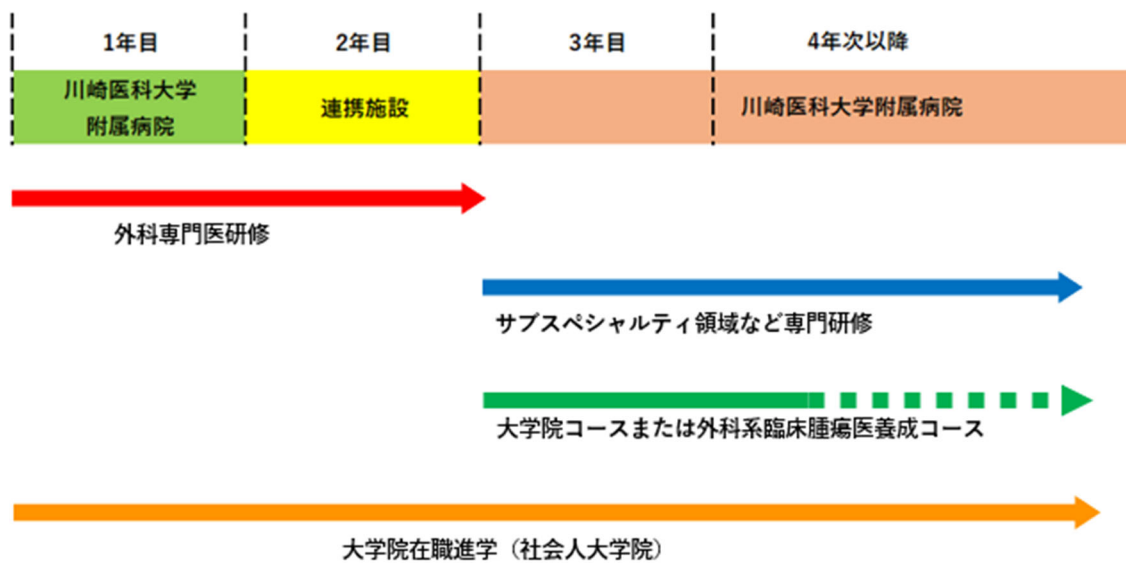 1年目
2年目
3年目
4年次以降
川崎医科大学
附属病院
連携施設
川崎医科大学附属病院
外科専門医研修
サブスペシャルティ領域など専門研修
大学院コースまたは外科系臨床腫瘍医養成コース
大学院在職進学（社会人大学院）